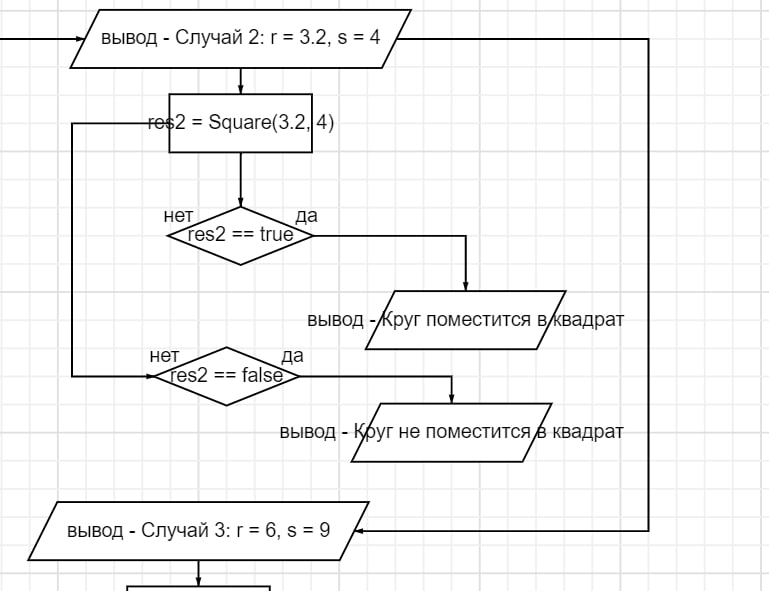 вывод - Случай 2: r = 3.2, s = 4
res2 = Square(3.2, 4)
нет
да
res2 == true
вывод - Круг поместится в квадрат
нет
да
res2 == false
вывод - Круг не поместится в квадрат
вывод - Случай 3: r = 6, s = 9